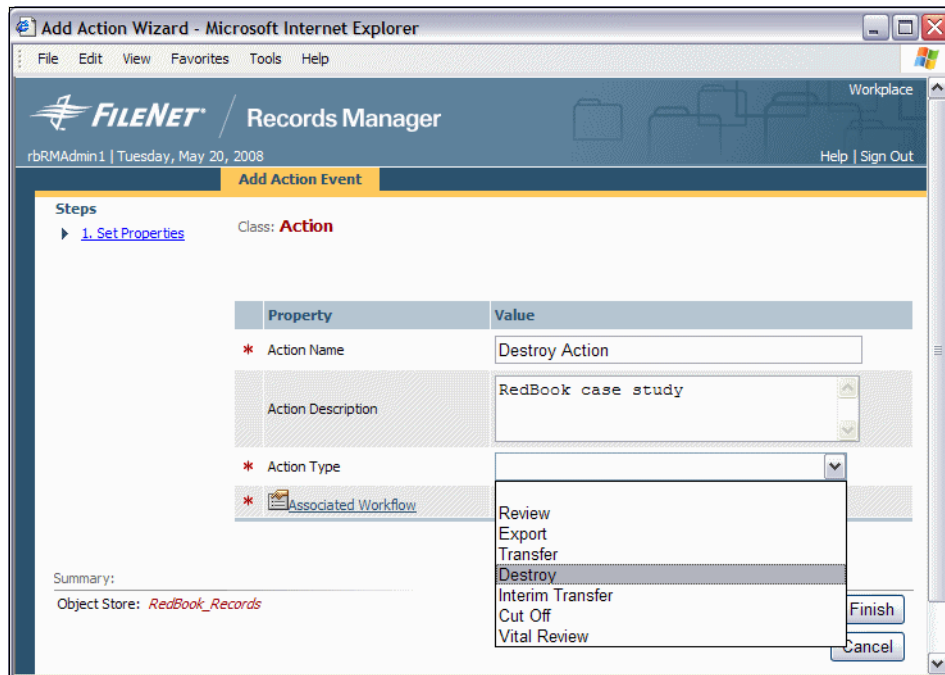 Add Action Wizard - Microsoft Internet Explorer
File Edit View Favorites Tools Help
Workplace
FILENET Records Manager
rbRMAdmin1 | Tuesday, May 20, 2008
Help | Sign Out
Add Action Event
Steps
1. Set Properties
Class: Action
Property Value
* Action Name Destroy Action
Action Description RedBook case study
* Action Type
* Associated Workflow
Review
Export
Transfer
Destroy
Interim Transfer
Cut Off
Vital Review
Summary:
Object Store: RedBook_Records
Finish
Cancel